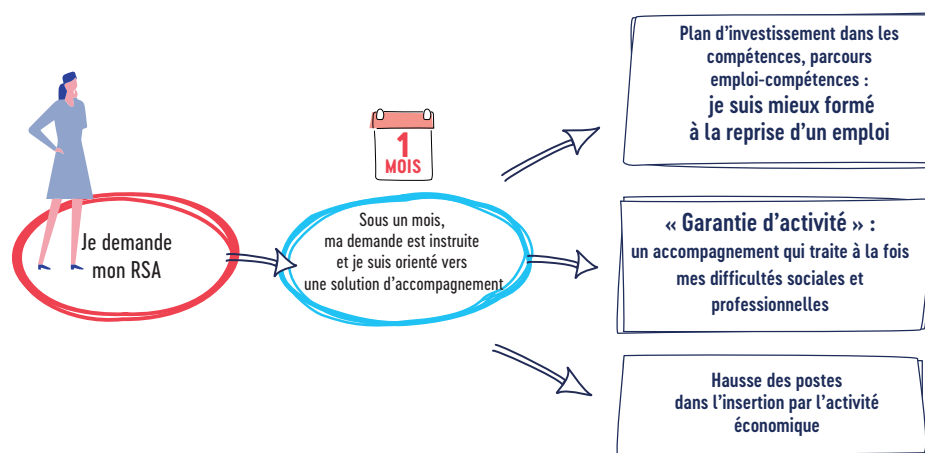 Je demande
mon RSA
1
MOIS
Sous un mois,
ma demande est instruite
et je suis orienté vers
une solution d’accompagnement
Plan d’investissement dans les
compétences, parcours
emploi-compétences :
je suis mieux formé
à la reprise d’un emploi
« Garantie d’activité » :
un accompagnement qui traite à la fois
mes difficultés sociales et
professionnelles
Hausse des postes
dans l’insertion par l’activité
économique